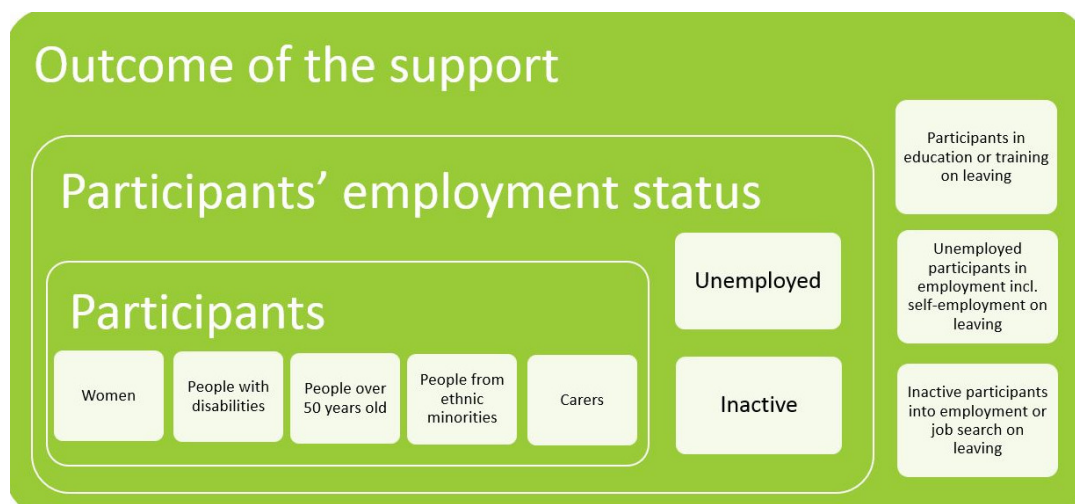 Outcome of the support
Participants' employment status
Participants
Women
People with
disabilities
People over
50 years old
People from
ethnic
minorities
Carers
Unemployed
Inactive
Participants in
education or training
on leaving
Unemployed
participants in
employment incl.
self-employment on
leaving
Inactive participants
into employment or
job search on
leaving